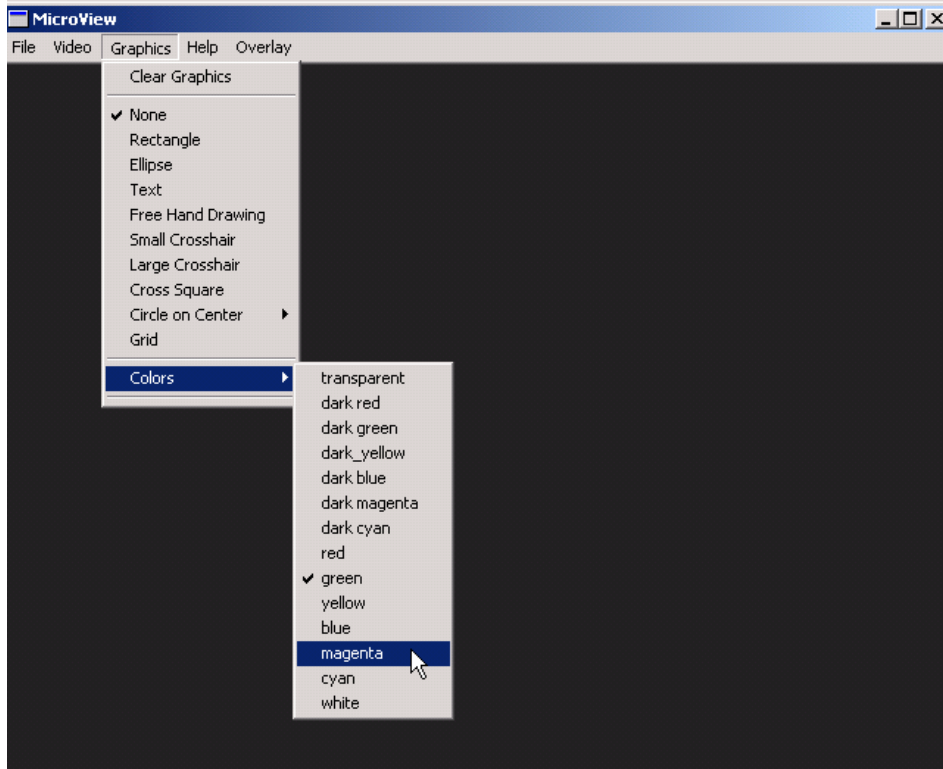 MicroView
File Video Graphics Help Overlay
Clear Graphics
None
Rectangle
Ellipse
Text
Free Hand Drawing
Small Crosshair
Large Crosshair
Cross Square
Circle on Center
Grid
Colors
transparent
dark red
dark green
dark_yellow
dark blue
dark magenta
dark cyan
red
green
yellow
blue
magenta
cyan
white